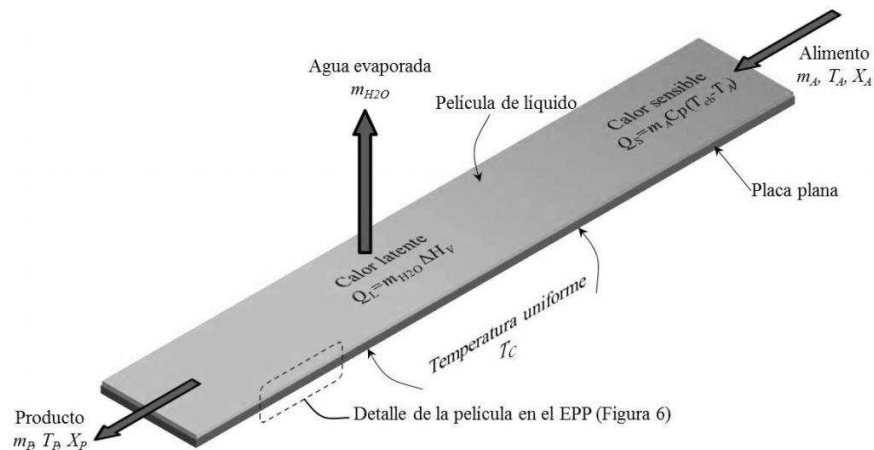 Alimento
m_A, T_A, X_A
Agua evaporada
m_H2O
Película de líquido
Calor sensible
Q_S=m_A Cp(T_eb-T_A)
Placa plana
Calor latente
Q_L=m_H2O ΔH_V
Temperatura uniforme
T_C
Detalle de la película en el EPP (Figura 6)
Producto
m_P, T_P, X_P